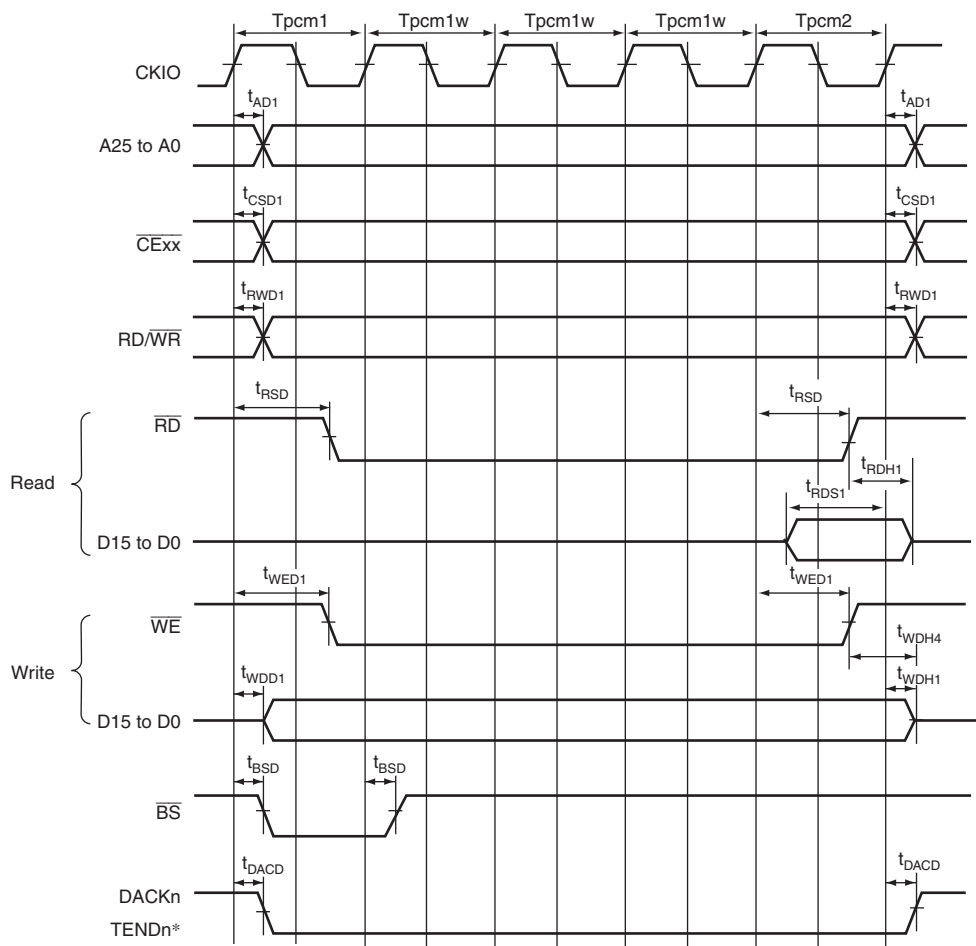 Tpcm1 Tpcm1w Tpcm1w Tpcm1w Tpcm2
CKIO
tAD1 tAD1
A25 to A0
tCSD1 tCSD1
CExx
tRWD1 tRWD1
RD/WR
tRSD tRSD
RD
tRDH1
Read
tRDS1
D15 to D0
tWED1 tWED1
WE
tWDH4
Write
tWDD1 tWDH1
D15 to D0
tBSD tBSD
BS
tDACD tDACD
DACKn
TENDn*